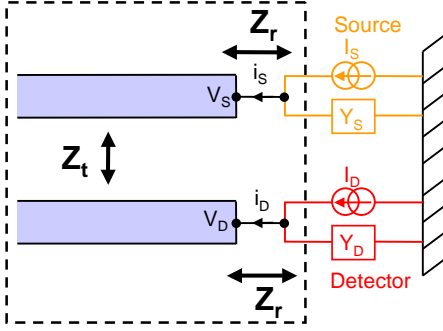 Z_r
Source
I_S
i_S
V_S
Y_S
Z_t
I_D
i_D
V_D
Y_D
Z_r
Detector